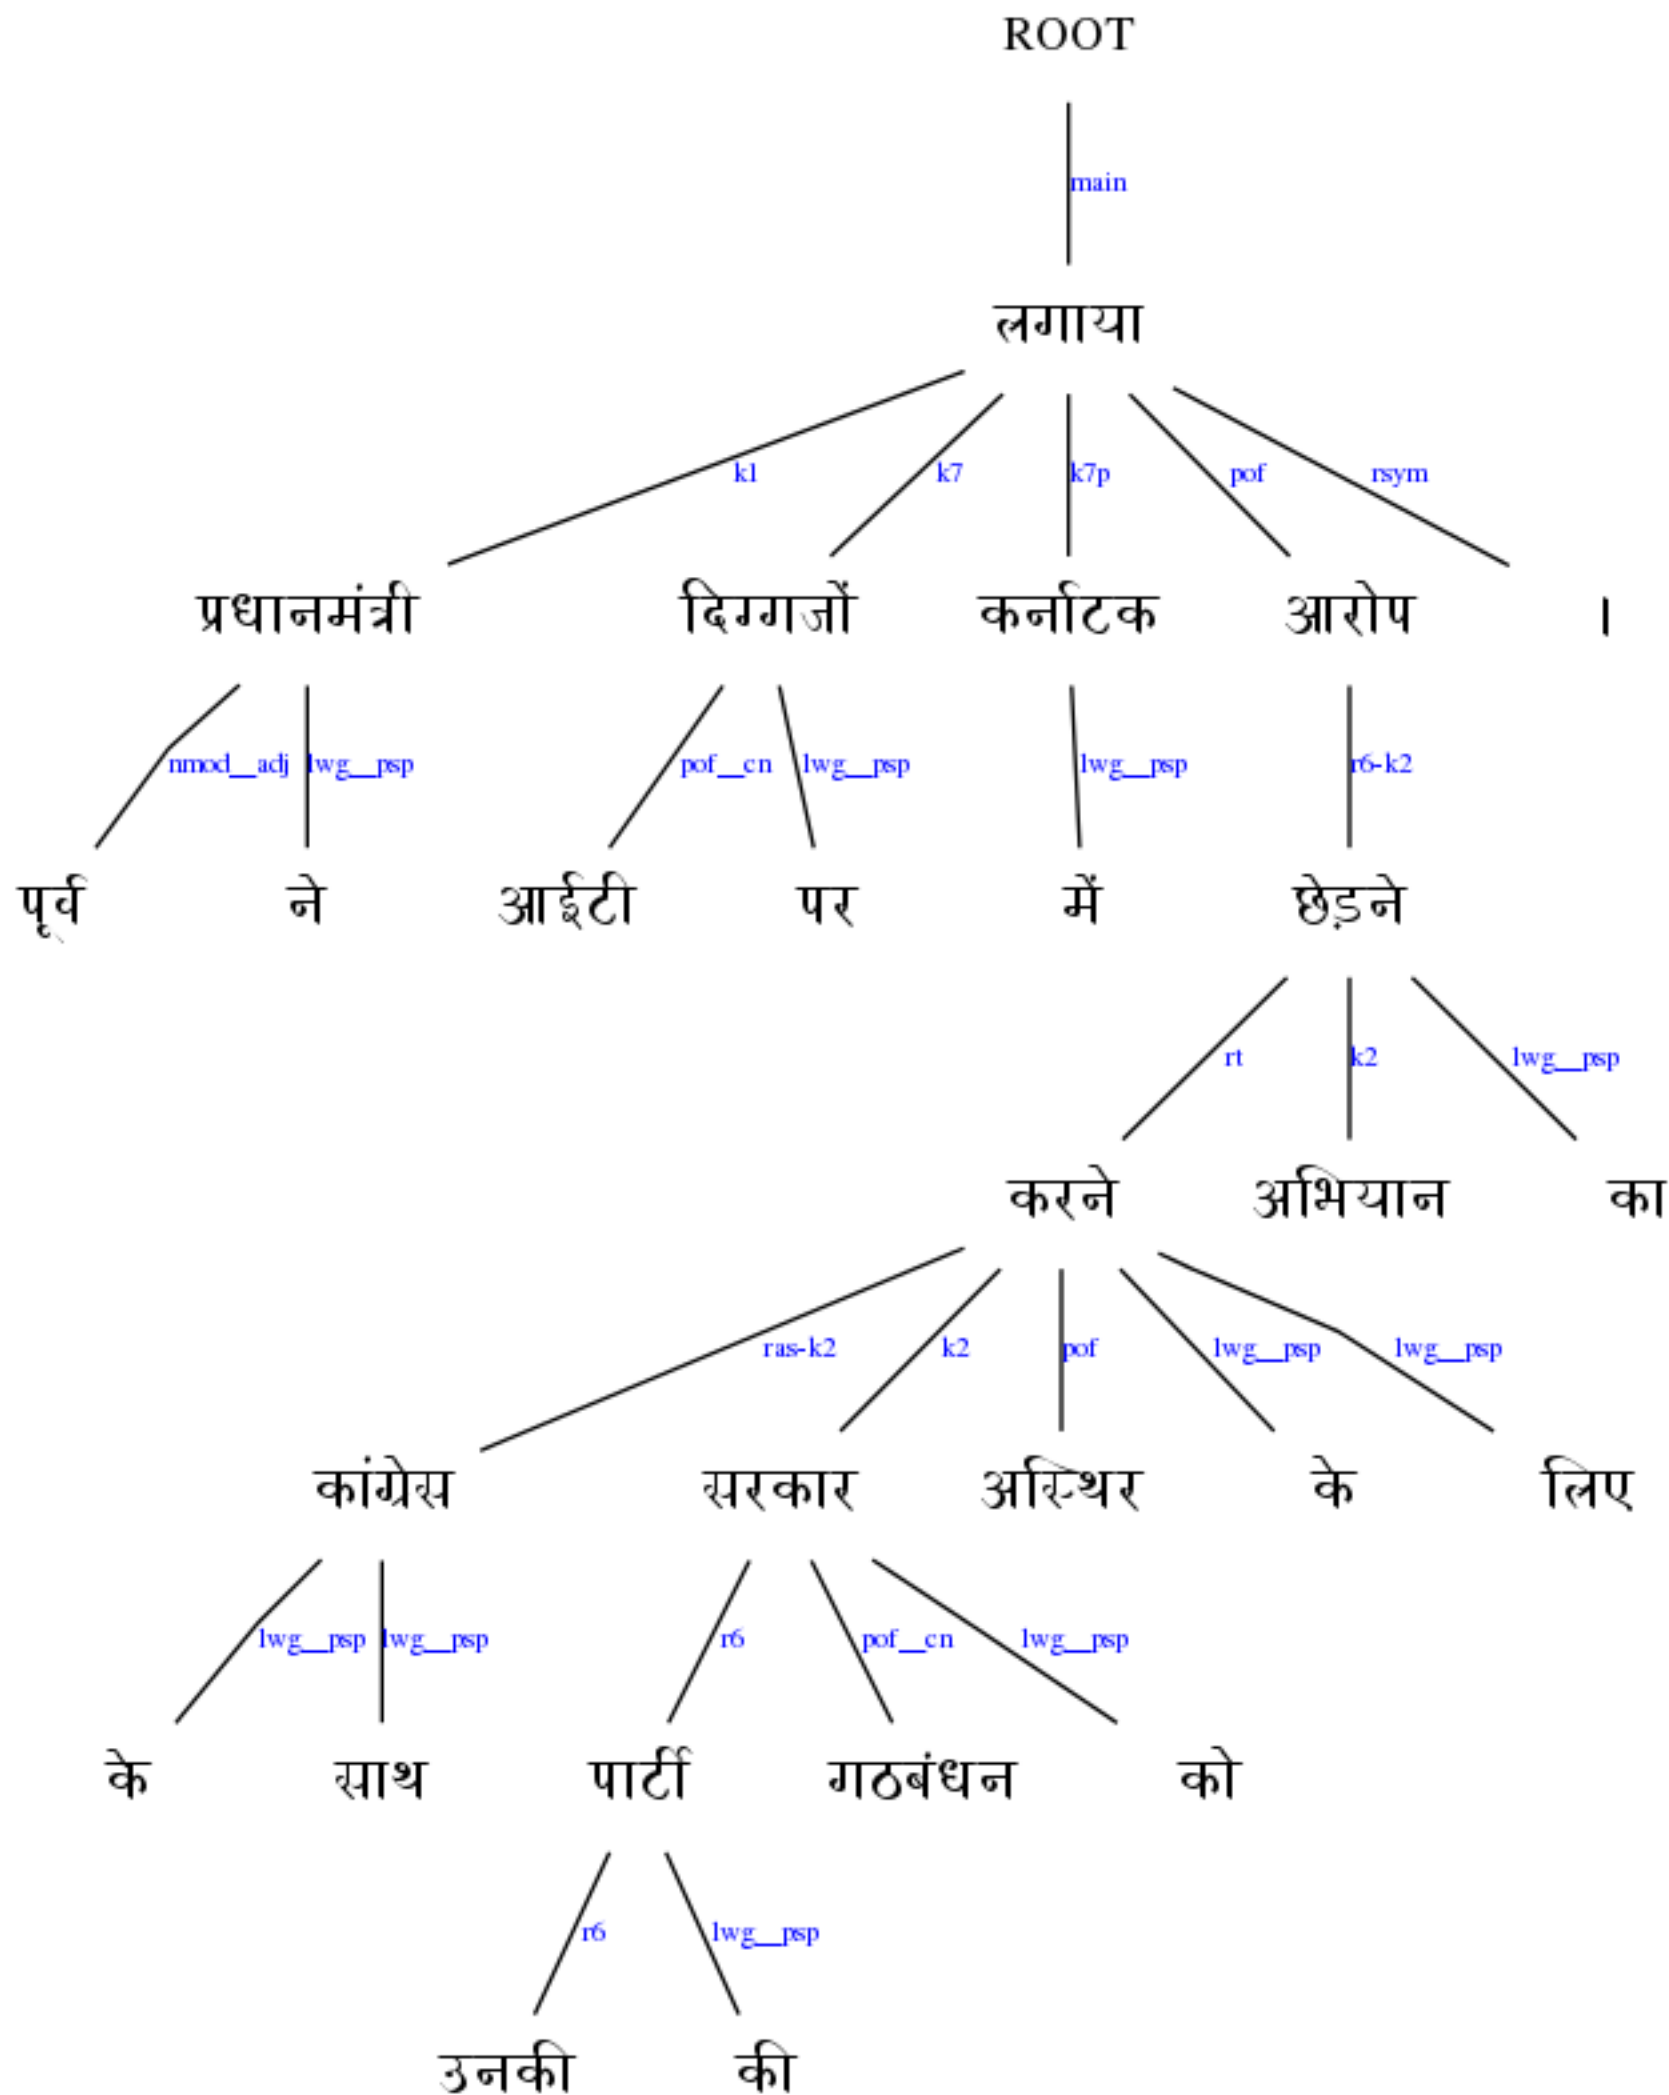 ROOT
main
लगाया
k1 k7 k7p pof rsym
प्रधानमंत्री दिग्गजों कर्नाटक आरोप ।
nmod__adj lwg__psp pof__cn lwg__psp lwg__psp r6-k2
पूर्व ने आईटी पर में छेड़ने
rt k2 lwg__psp
करने अभियान का
ras-k2 k2 pof lwg__psp lwg__psp
कांग्रेस सरकार अस्थिर के लिए
lwg__psp lwg__psp r6 pof__cn lwg__psp
के साथ पार्टी गठबंधन को
r6 lwg__psp
उनकी की